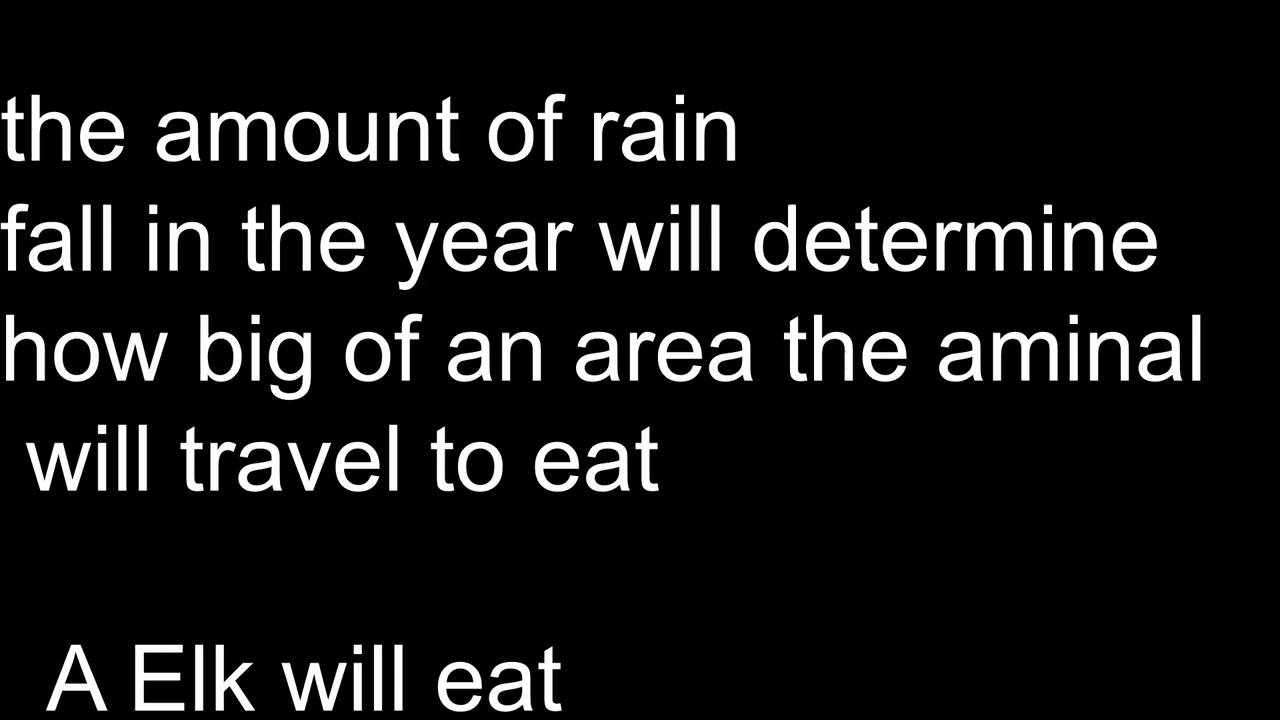 the amount of rain
fall in the year will determine
how big of an area the aminal
will travel to eat
A Elk will eat